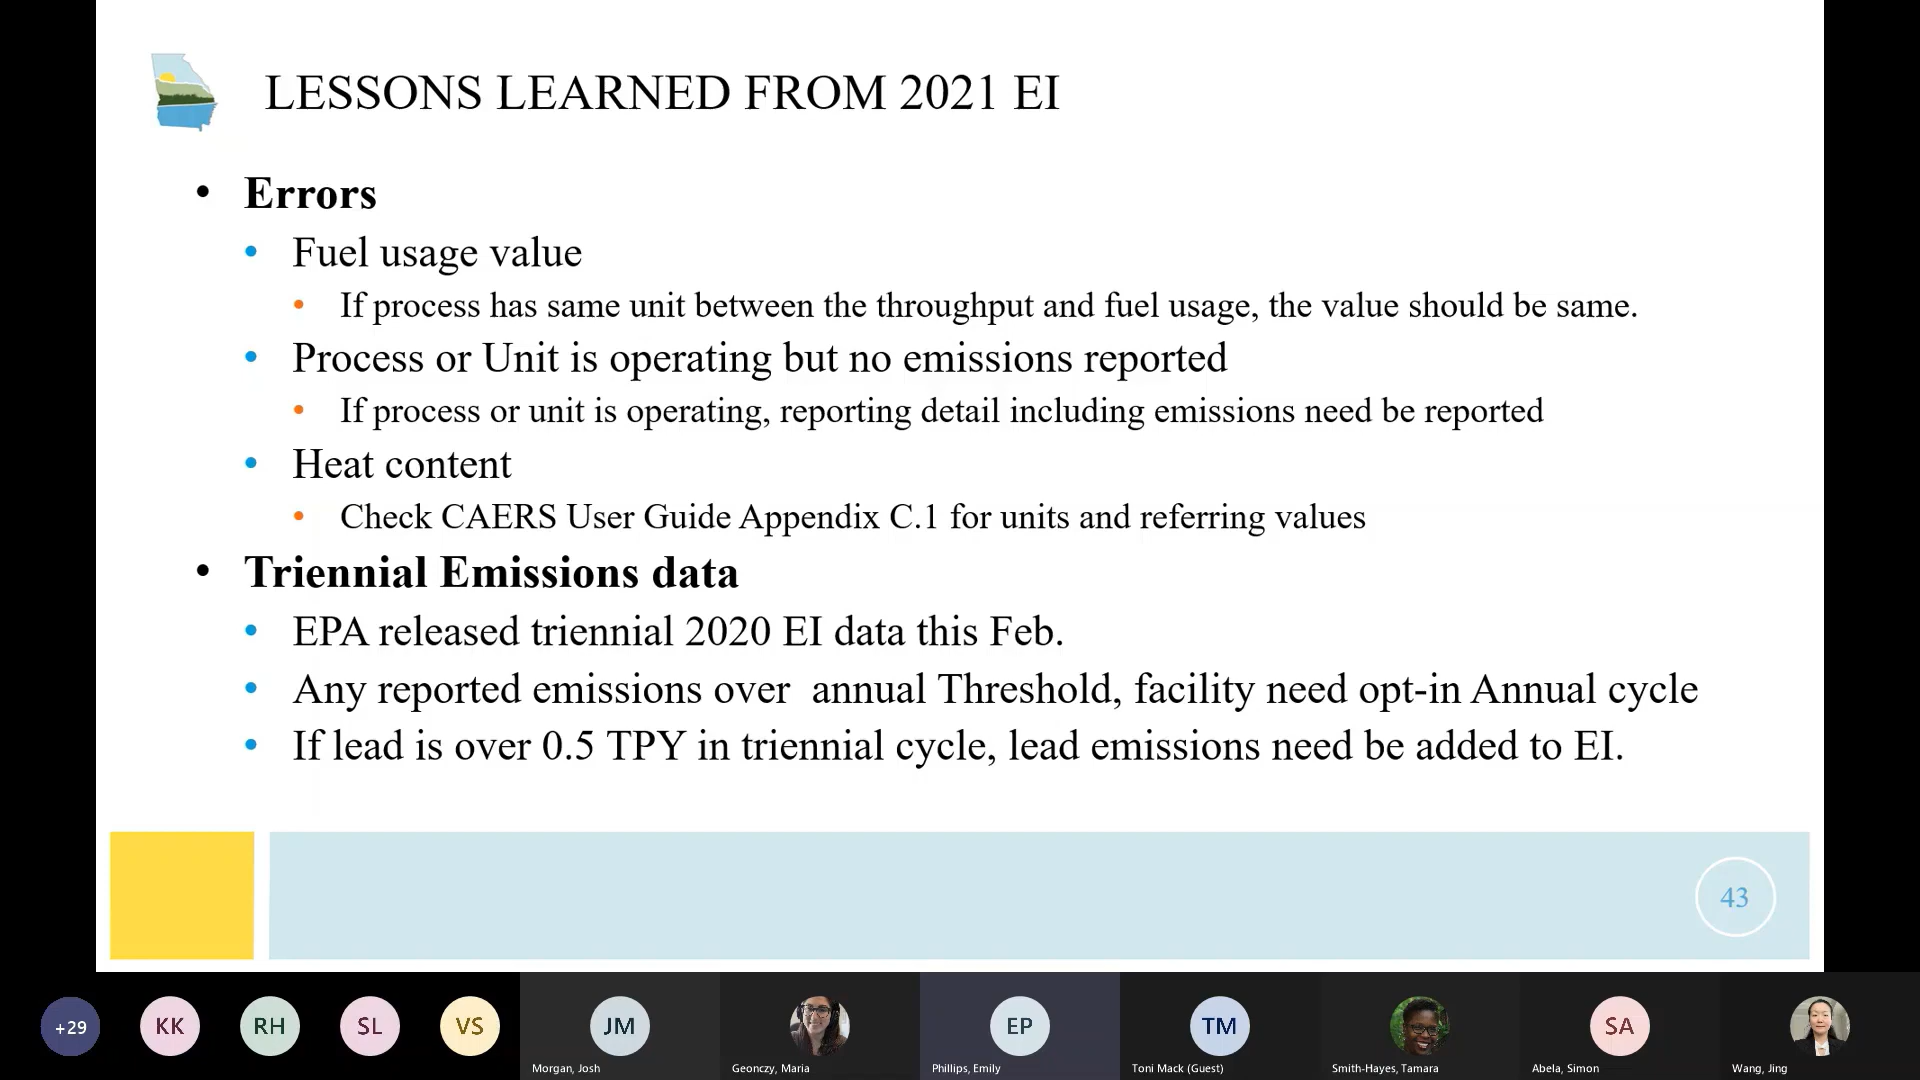 LESSONS LEARNED FROM 2021 EI
• Errors
• Fuel usage value
• If process has same unit between the throughput and fuel usage, the value should be same.
• Process or Unit is operating but no emissions reported
• If process or unit is operating, reporting detail including emissions need be reported
• Heat content
• Check CAERS User Guide Appendix C.1 for units and referring values
• Triennial Emissions data
• EPA released triennial 2020 EI data this Feb.
• Any reported emissions over  annual Threshold, facility need opt-in Annual cycle
• If lead is over 0.5 TPY in triennial cycle, lead emissions need be added to EI.
43
+29 KK RH SL VS JM EP TM SA
Morgan, Josh Geonczy, Maria Phillips, Emily Toni Mack (Guest) Smith-Hayes, Tamara Abela, Simon Wang, Jing